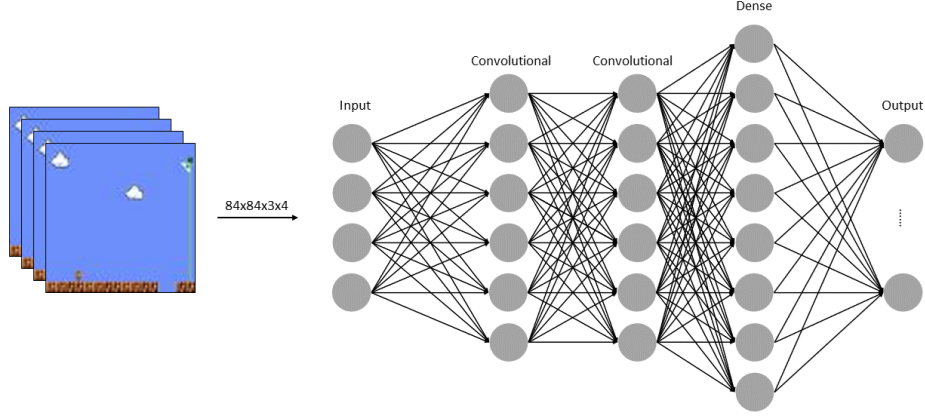 Dense
Convolutional
Convolutional
Input
Output
84x84x3x4